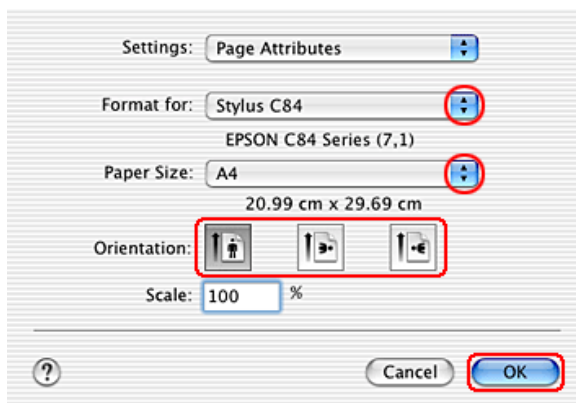 Settings: Page Attributes
Format for: Stylus C84
EPSON C84 Series (7,1)
Paper Size: A4
20.99 cm x 29.69 cm
Orientation:
Scale: 100 %
? Cancel OK